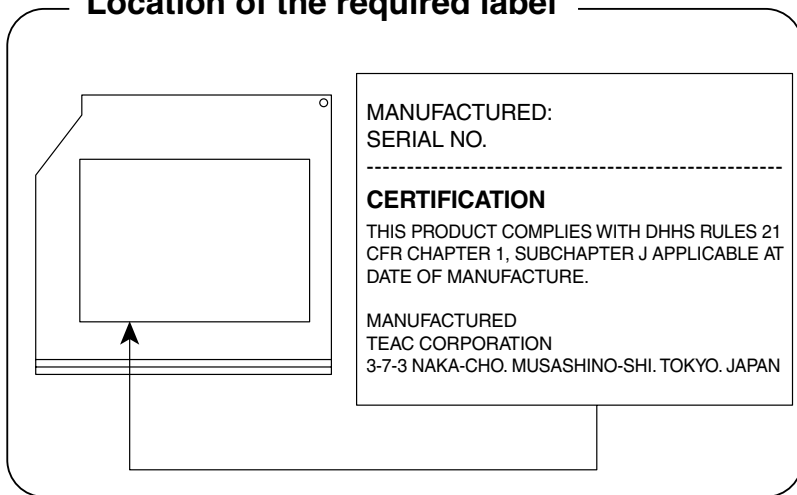 Location of the required label
MANUFACTURED:
SERIAL NO.
----------------------------------------------------
CERTIFICATION
THIS PRODUCT COMPLIES WITH DHHS RULES 21
CFR CHAPTER 1, SUBCHAPTER J APPLICABLE AT
DATE OF MANUFACTURE.
MANUFACTURED
TEAC CORPORATION
3-7-3 NAKA-CHO. MUSASHINO-SHI. TOKYO. JAPAN